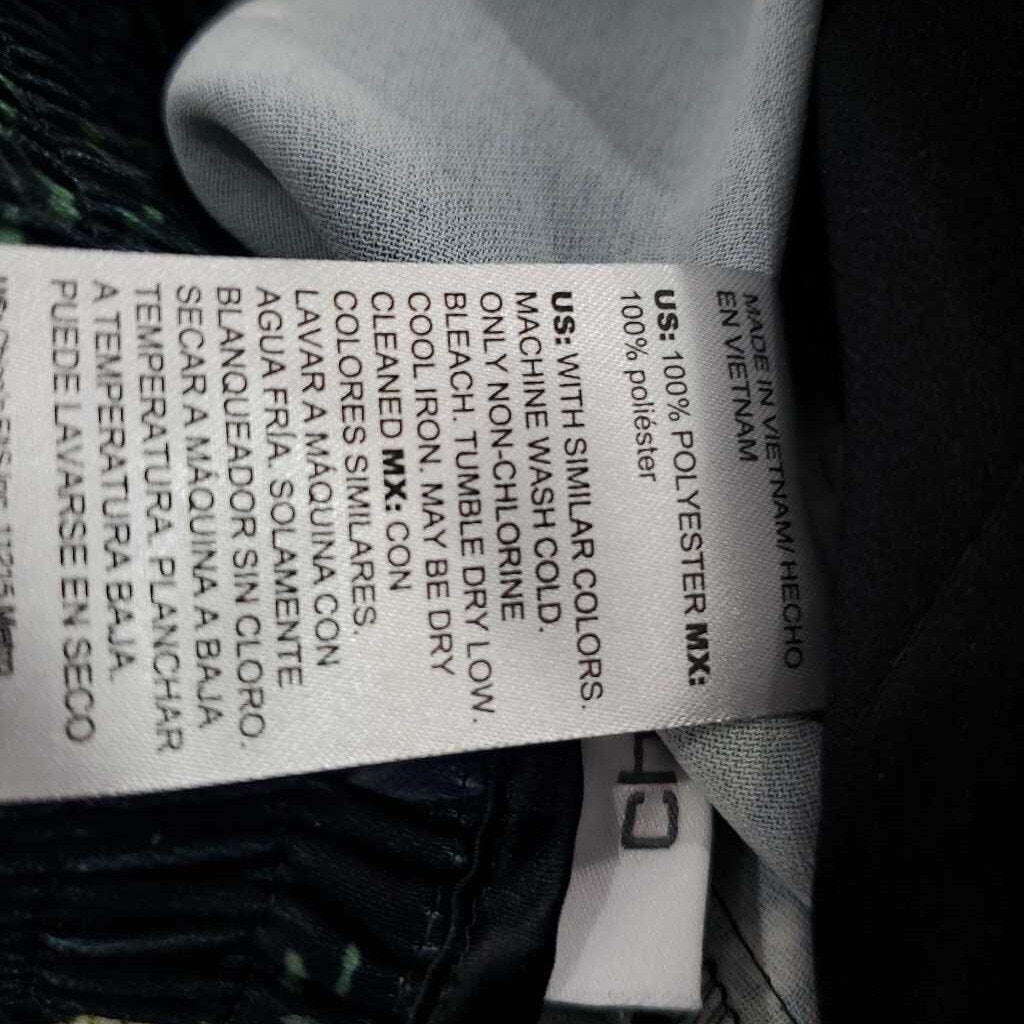 MADE IN VIETNAM/ HECHO
EN VIETNAM
US: 100% POLYESTER MX:
100% poliéster
US: WITH SIMILAR COLORS.
MACHINE WASH COLD.
ONLY NON-CHLORINE
BLEACH. TUMBLE DRY LOW.
COOL IRON. MAY BE DRY
CLEANED MX: CON
COLORES SIMILARES.
LAVAR A MÁQUINA CON
AGUA FRÍA. SOLAMENTE
BLANQUEADOR SIN CLORO.
SECAR A MÁQUINA A BAJA
TEMPERATURA. PLANCHAR
A TEMPERATURA BAJA.
PUEDE LAVARSE EN SECO